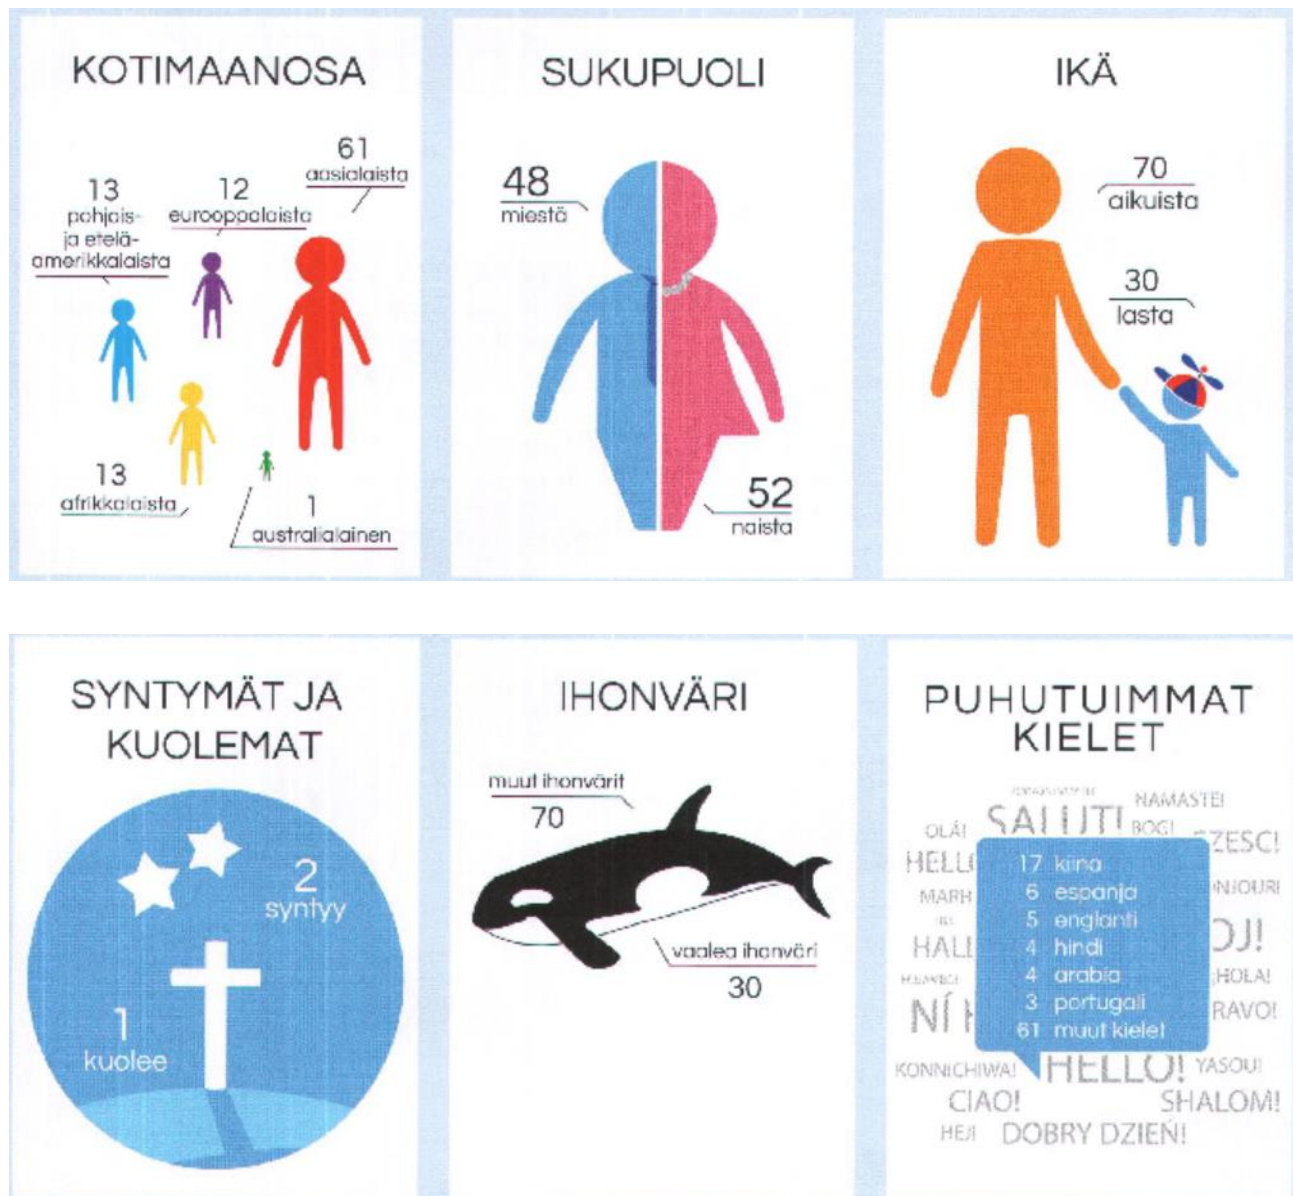 KOTIMAANOSA
61
aasialaista
13
pohjois-
ja etelä-
amerikkalaista
12
eurooppalaista
13
afrikkalaista
1
australialainen
SUKUPUOLI
48
miestä
52
naista
IKÄ
70
aikuista
30
lasta
SYNTYMÄT JA
KUOLEMAT
2
syntyy
1
kuolee
IHONVÄRI
muut ihonvärit
70
vaalea ihonväri
30
PUHUTUIMMAT
KIELET
NAMASTE!
SALUT!
OLÁ!
BOG!
HELL
MARH
HALL
¡HOLA!
RAVO!
17 kiina
6 espanja
5 englanti
4 hindi
4 arabia
3 portugali
61 muut kielet
KONNICHIWA!
HELLO!
YASOU!
CIAO!
SHALOM!
HEJ!
DOBRY DZIEŃ!